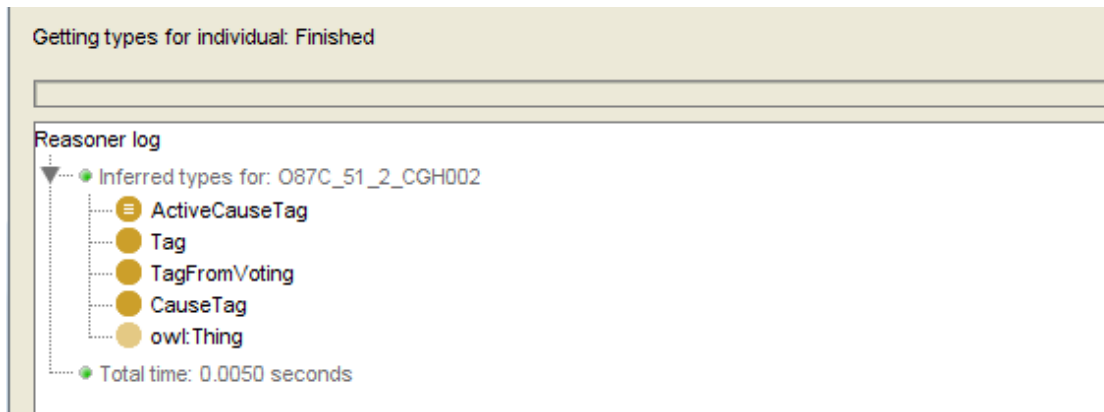 Getting types for individual: Finished
Reasoner log
Inferred types for: O87C_51_2_CGH002
ActiveCauseTag
Tag
TagFromVoting
CauseTag
owl:Thing
Total time: 0.0050 seconds